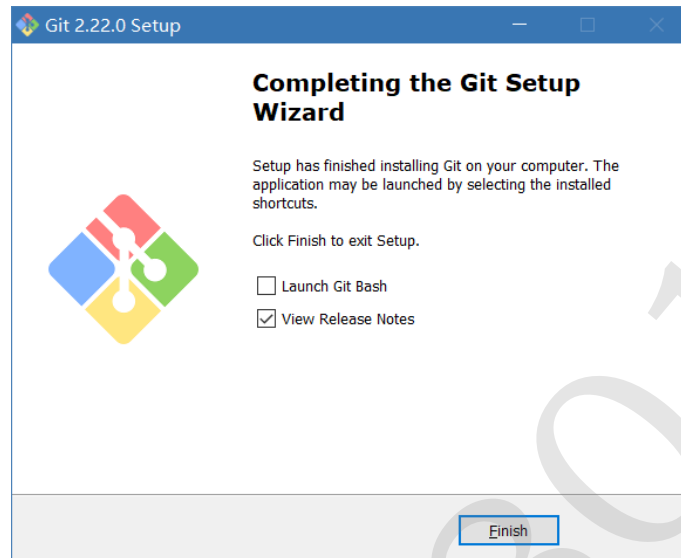 Git 2.22.0 Setup
Completing the Git Setup
Wizard
Setup has finished installing Git on your computer. The
application may be launched by selecting the installed
shortcuts.
Click Finish to exit Setup.
Launch Git Bash
View Release Notes
Finish